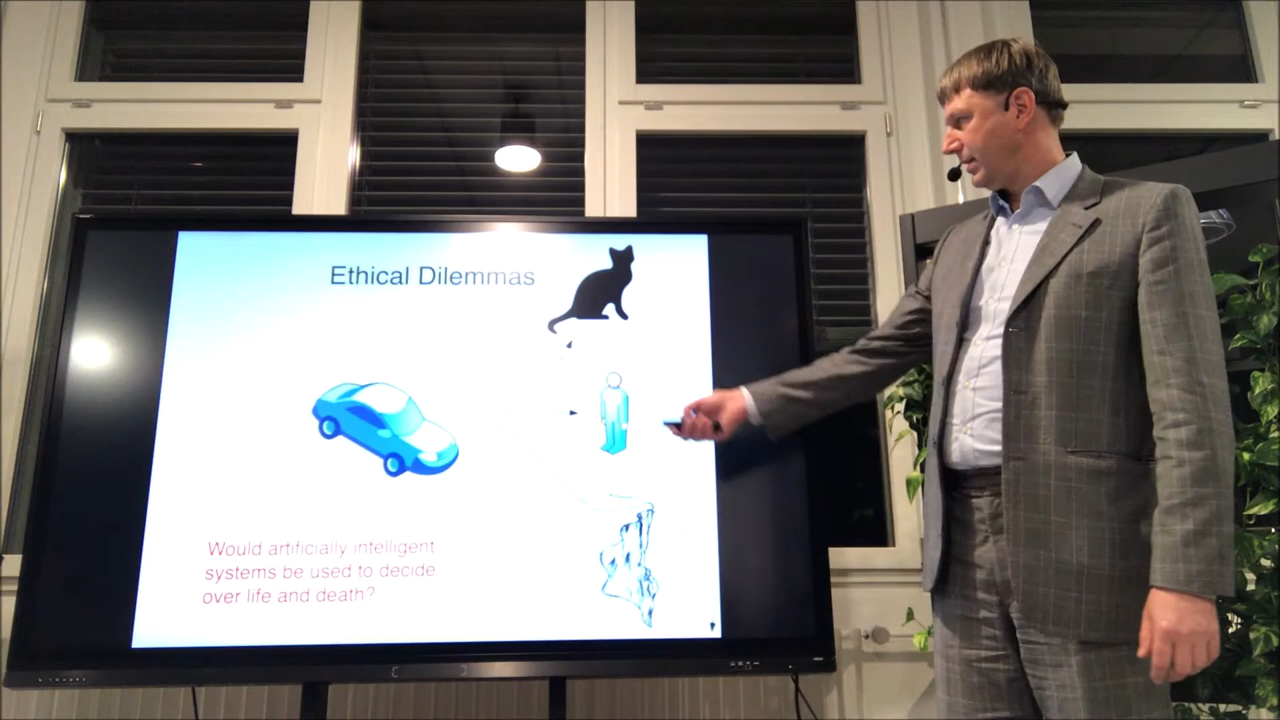 Ethical Dilemmas
Would artificially intelligent
systems be used to decide
over life and death?